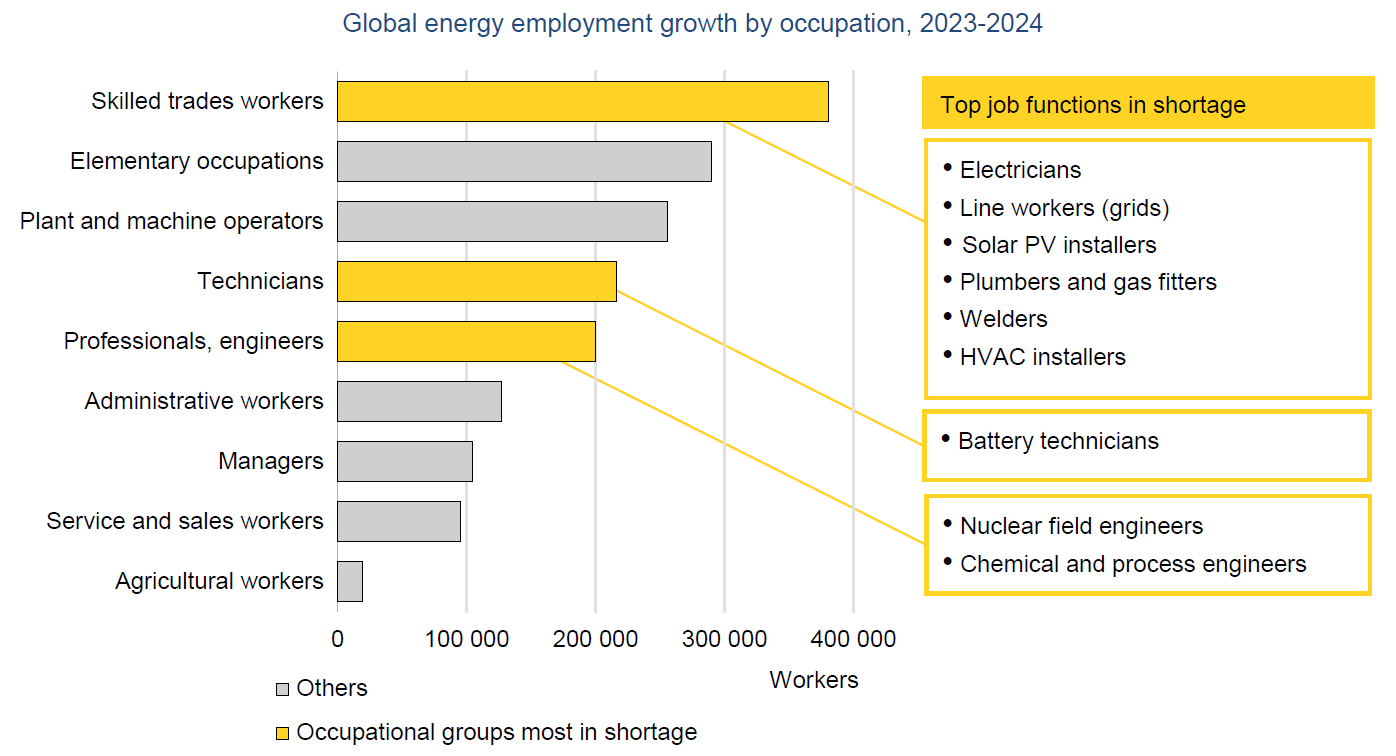 Global energy employment growth by occupation, 2023-2024
Skilled trades workers
Elementary occupations
Plant and machine operators
Technicians
Professionals, engineers
Administrative workers
Managers
Service and sales workers
Agricultural workers
0 100 000 200 000 300 000 400 000
Workers
Others
Occupational groups most in shortage
Top job functions in shortage
• Electricians
• Line workers (grids)
• Solar PV installers
• Plumbers and gas fitters
• Welders
• HVAC installers
• Battery technicians
• Nuclear field engineers
• Chemical and process engineers